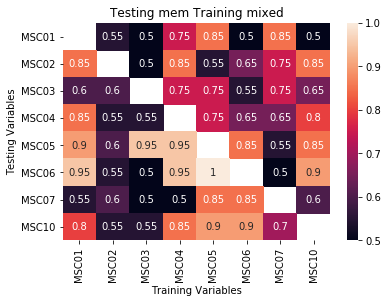 Testing mem Training mixed
MSC01 0.55 0.5 0.75 0.85 0.5 0.85 0.5
MSC02 0.85 0.5 0.85 0.55 0.65 0.75 0.85
MSC03 0.6 0.6 0.75 0.75 0.55 0.75 0.65
MSC04 0.85 0.55 0.55 0.75 0.65 0.65 0.8
MSC05 0.9 0.6 0.95 0.95 0.85 0.55 0.85
MSC06 0.95 0.55 0.5 0.95 1 0.5 0.9
MSC07 0.55 0.6 0.5 0.5 0.85 0.85 0.6
MSC10 0.8 0.55 0.55 0.85 0.9 0.9 0.7
MSC01 MSC02 MSC03 MSC04 MSC05 MSC06 MSC07 MSC10
Training Variables
Testing Variables
1.0
0.9
0.8
0.7
0.6
0.5